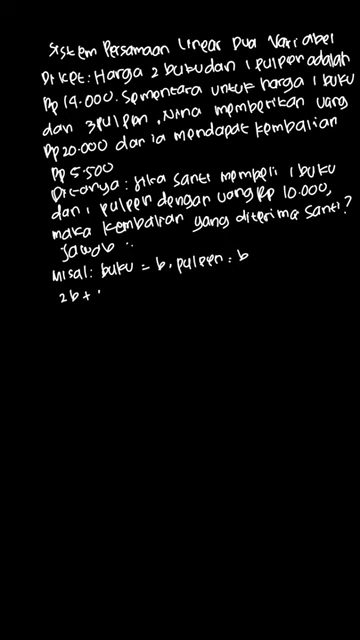 Sistem Persamaan Linear Dua Variabel
Diket : Harga 2 buku dan 1 pulpen adalah
Rp 14.000. Sementara untuk harga 1 buku
dan 3 pulpen, Nina memberikan uang
Rp 20.000 dan ia mendapat kembalian
Rp 5.500
Ditanya : Jika Santi membeli 1 buku
dan 1 pulpen dengan uang Rp 10.000,
maka kembalian yang diterima Santi?
Jawab :
Misal : buku = b, pulpen = b
2b +